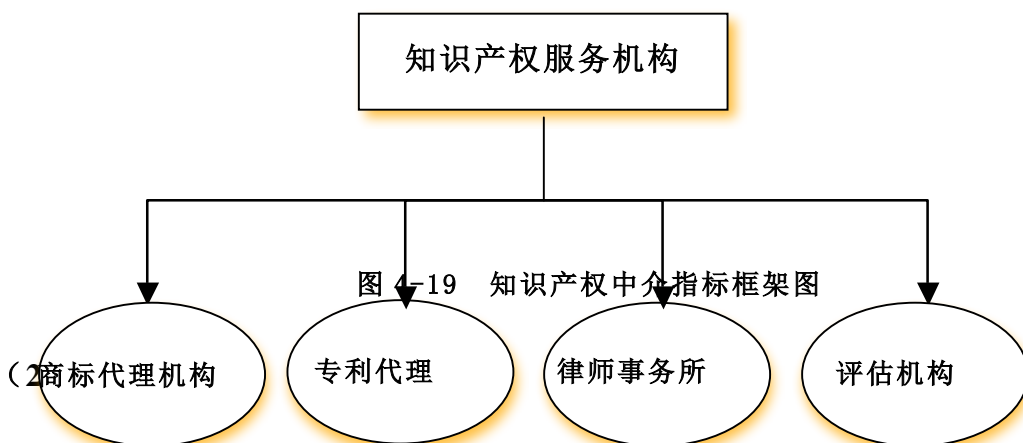 知识产权服务机构
图 4-19 知识产权中介指标框架图
（2
商标代理机构
专利代理
律师事务所
评估机构